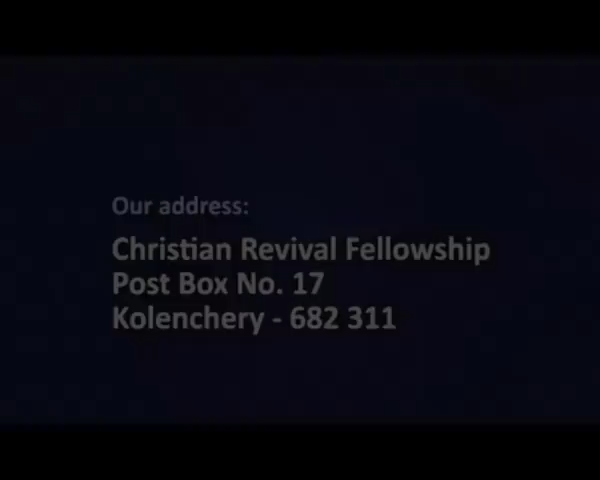 Our address:
Christian Revival Fellowship
Post Box No. 17
Kolenchery - 682 311